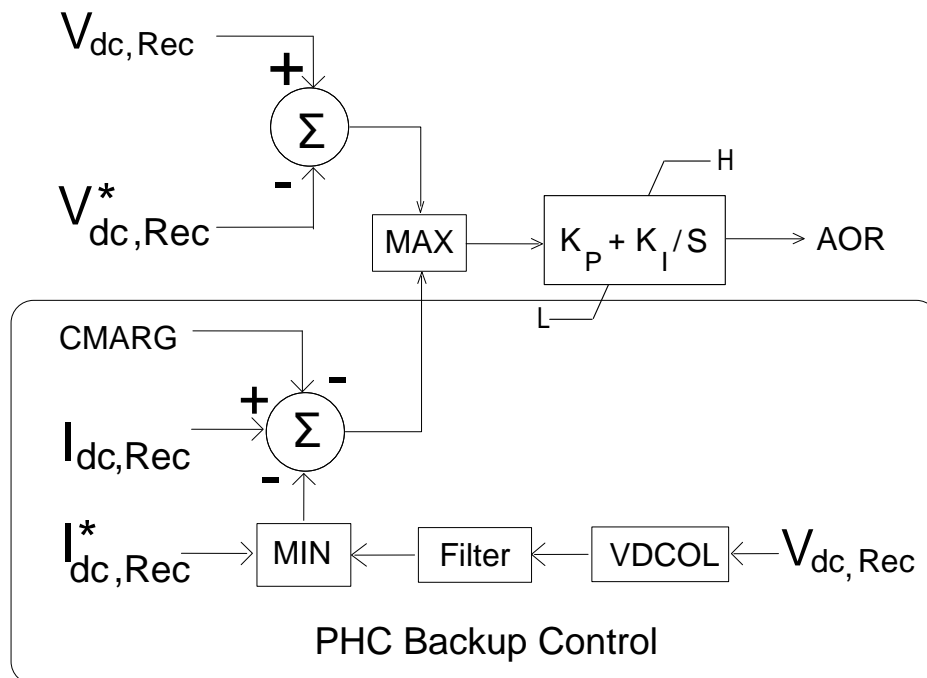 V_dc,Rec
+
Σ
-
V*_dc,Rec
H
MAX
K_P + K_I/S
AOR
L
CMARG
-
+
I_dc,Rec
Σ
-
I*_dc,Rec
MIN
Filter
VDCOL
V_dc,Rec
PHC Backup Control